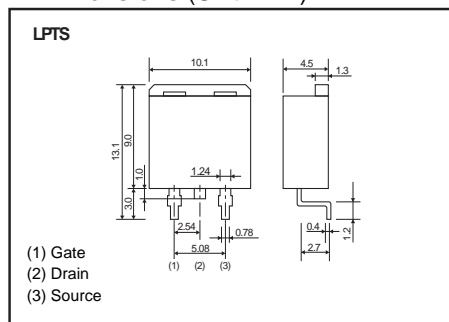 LPTS
10.1
4.5
1.3
13.1
9.0
1.0
3.0
1.24
2.54
0.78
5.08
0.4
1.2
2.7
(1) (2) (3)
(1) Gate
(2) Drain
(3) Source